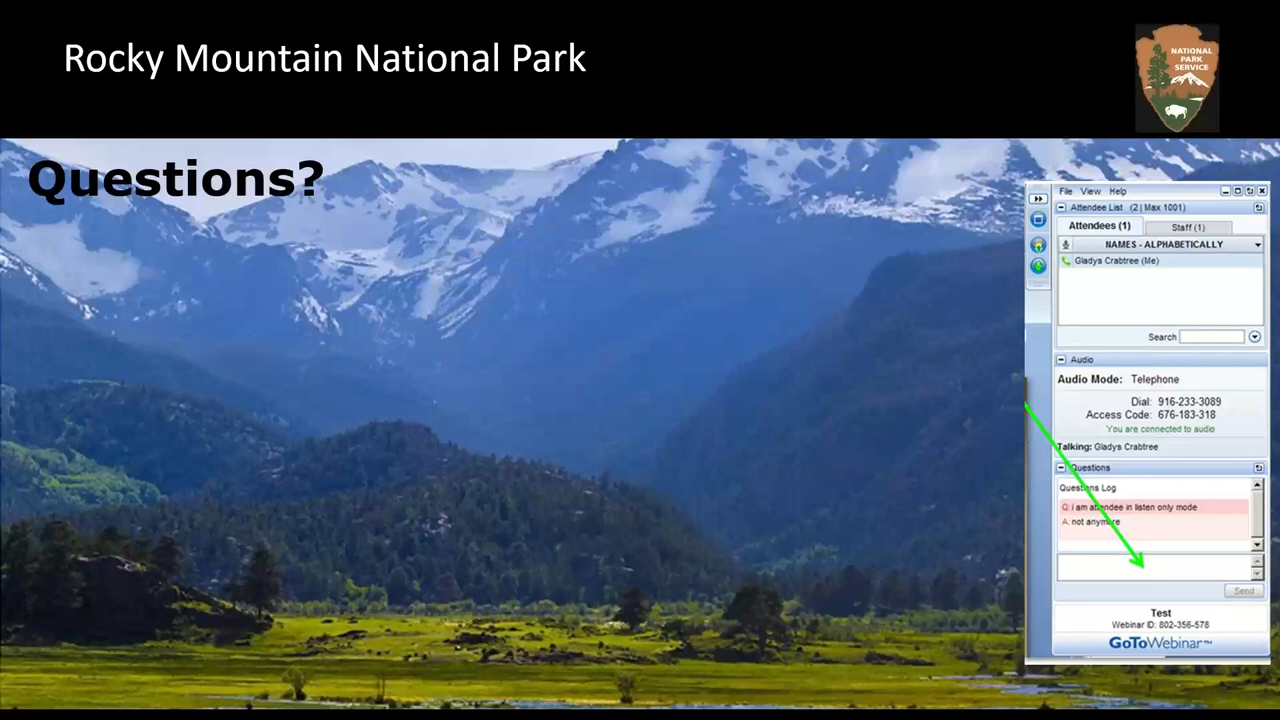 Rocky Mountain National Park
NATIONAL
PARK
SERVICE
Questions?
File View Help
Attendee List (2 | Max 1001)
Attendees (1) Staff (1)
NAMES - ALPHABETICALLY
Gladys Crabtree (Me)
Search
Audio
Audio Mode: Telephone
Dial: 916-233-3089
Access Code: 676-183-318
You are connected to audio
Talking: Gladys Crabtree
Questions
Questions Log
Q: i am attendee in listen only mode
A: not anymore
Send
Test
Webinar ID: 802-356-578
GoToWebinar™